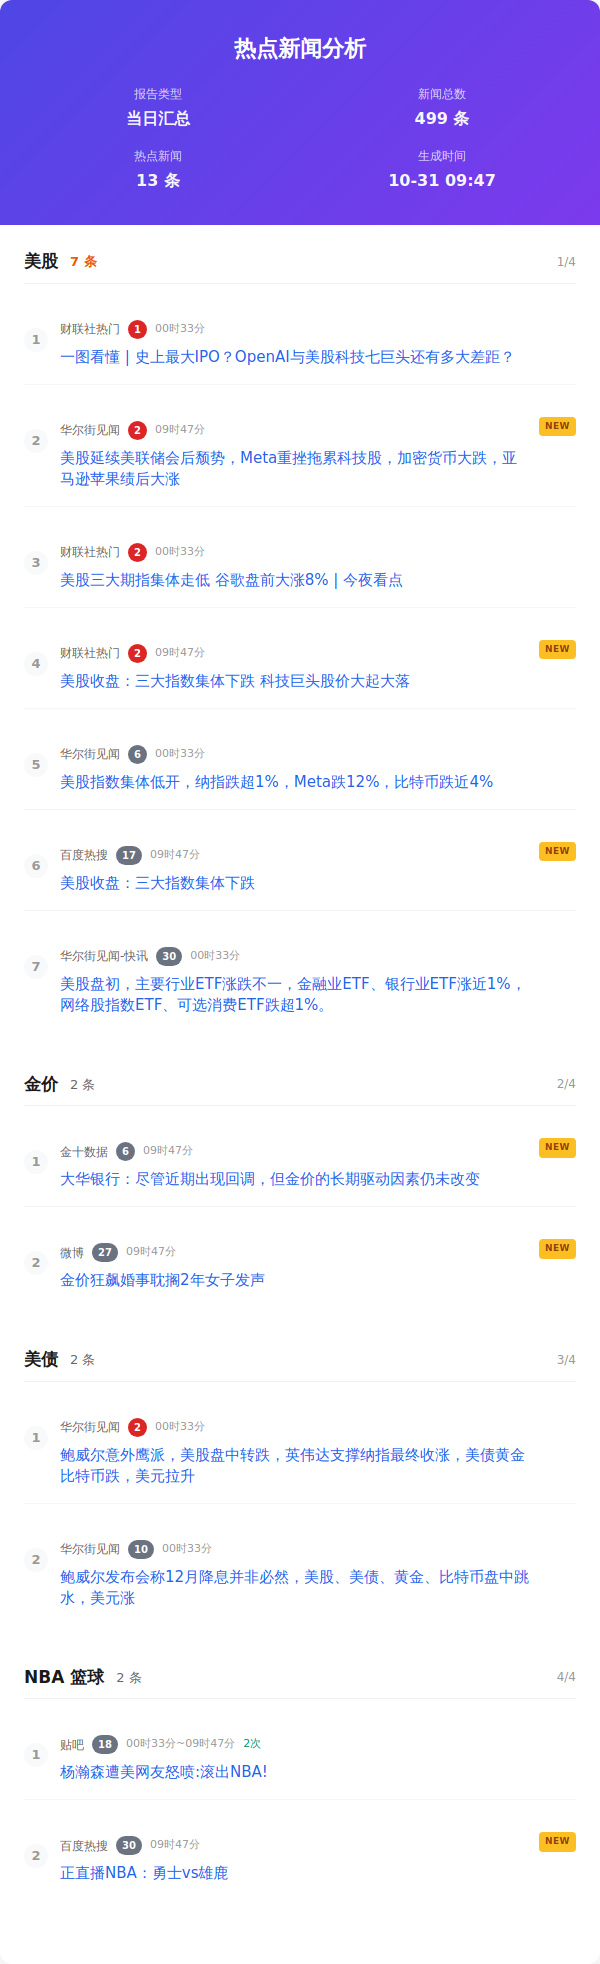 热点新闻分析
报告类型
新闻总数
当日汇总
499 条
热点新闻
生成时间
13 条
10-31 09:47
美股 7 条 1/4
1 财联社热门 1 00时33分
一图看懂 | 史上最大IPO？OpenAI与美股科技七巨头还有多大差距？
2 华尔街见闻 2 09时47分 NEW
美股延续美联储会后颓势，Meta重挫拖累科技股，加密货币大跌，亚
马逊苹果绩后大涨
3 财联社热门 2 00时33分
美股三大期指集体走低 谷歌盘前大涨8% | 今夜看点
4 财联社热门 2 09时47分 NEW
美股收盘：三大指数集体下跌 科技巨头股价大起大落
5 华尔街见闻 6 00时33分
美股指数集体低开，纳指跌超1%，Meta跌12%，比特币跌近4%
6 百度热搜 17 09时47分 NEW
美股收盘：三大指数集体下跌
7 华尔街见闻-快讯 30 00时33分
美股盘初，主要行业ETF涨跌不一，金融业ETF、银行业ETF涨近1%，
网络股指数ETF、可选消费ETF跌超1%。
金价 2 条 2/4
1 金十数据 6 09时47分 NEW
大华银行：尽管近期出现回调，但金价的长期驱动因素仍未改变
2 微博 27 09时47分 NEW
金价狂飙婚事耽搁2年女子发声
美债 2 条 3/4
1 华尔街见闻 2 00时33分
鲍威尔意外鹰派，美股盘中转跌，英伟达支撑纳指最终收涨，美债黄金
比特币跌，美元拉升
2 华尔街见闻 10 00时33分
鲍威尔发布会称12月降息并非必然，美股、美债、黄金、比特币盘中跳
水，美元涨
NBA 篮球 2 条 4/4
1 贴吧 18 00时33分~09时47分 2次
杨瀚森遭美网友怒喷:滚出NBA!
2 百度热搜 30 09时47分 NEW
正直播NBA：勇士vs雄鹿